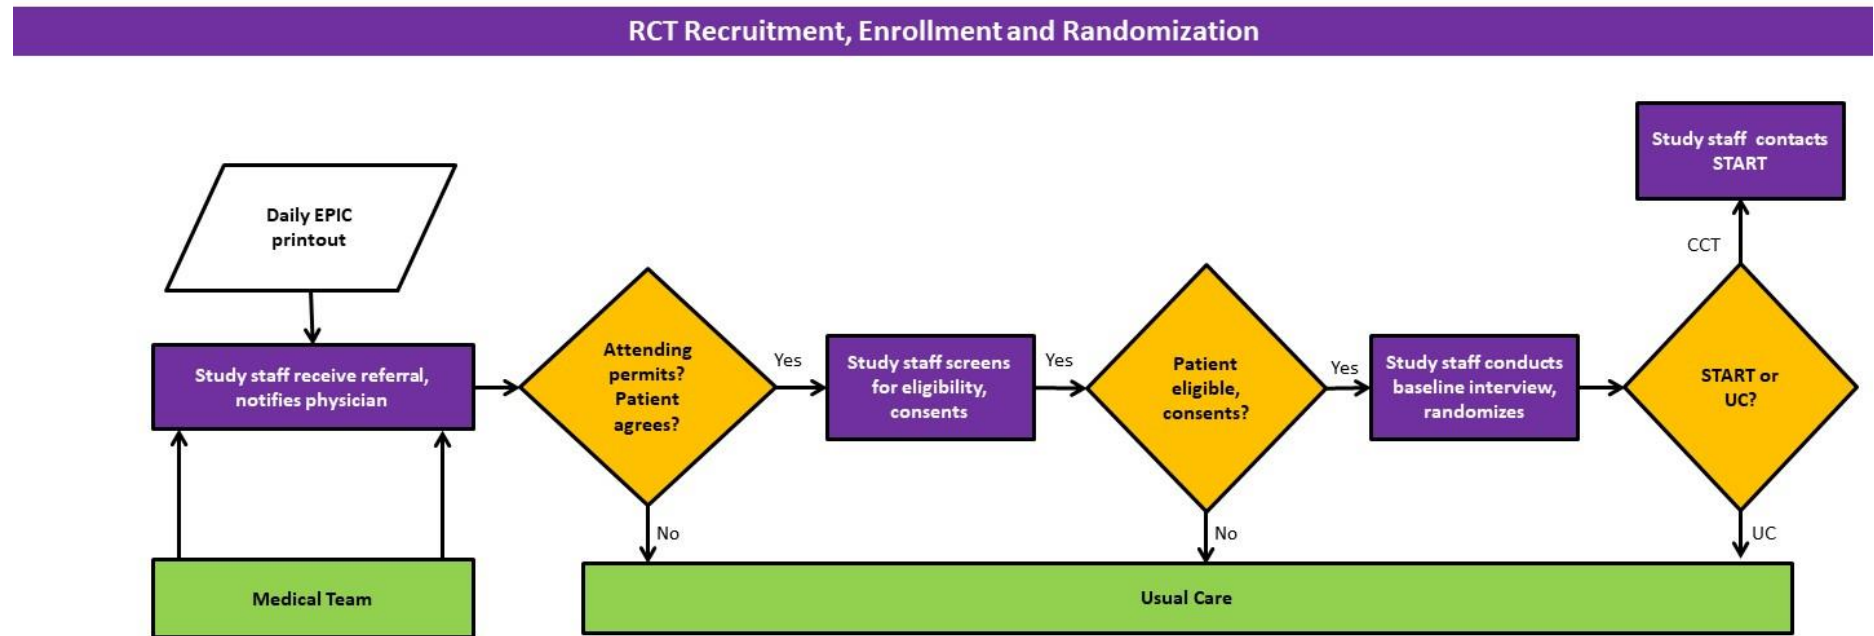 RCT Recruitment, Enrollment and Randomization
Daily EPIC
printout
Study staff receive referral,
notifies physician
Medical Team
Attending
permits?
Patient
agrees?
Yes
No
Study staff screens
for eligibility,
consents
Yes
Patient
eligible,
consents?
Yes
No
Study staff conducts
baseline interview,
randomizes
START or
UC?
CCT
Study staff contacts
START
UC
Usual Care